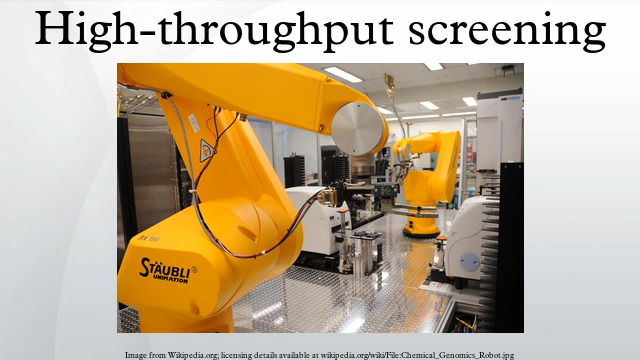 High-throughput screening
STÄUBLI®
UNIMATION
Image from Wikipedia.org; licensing details available at wikipedia.org/wiki/File:Chemical_Genomics_Robot.jpg